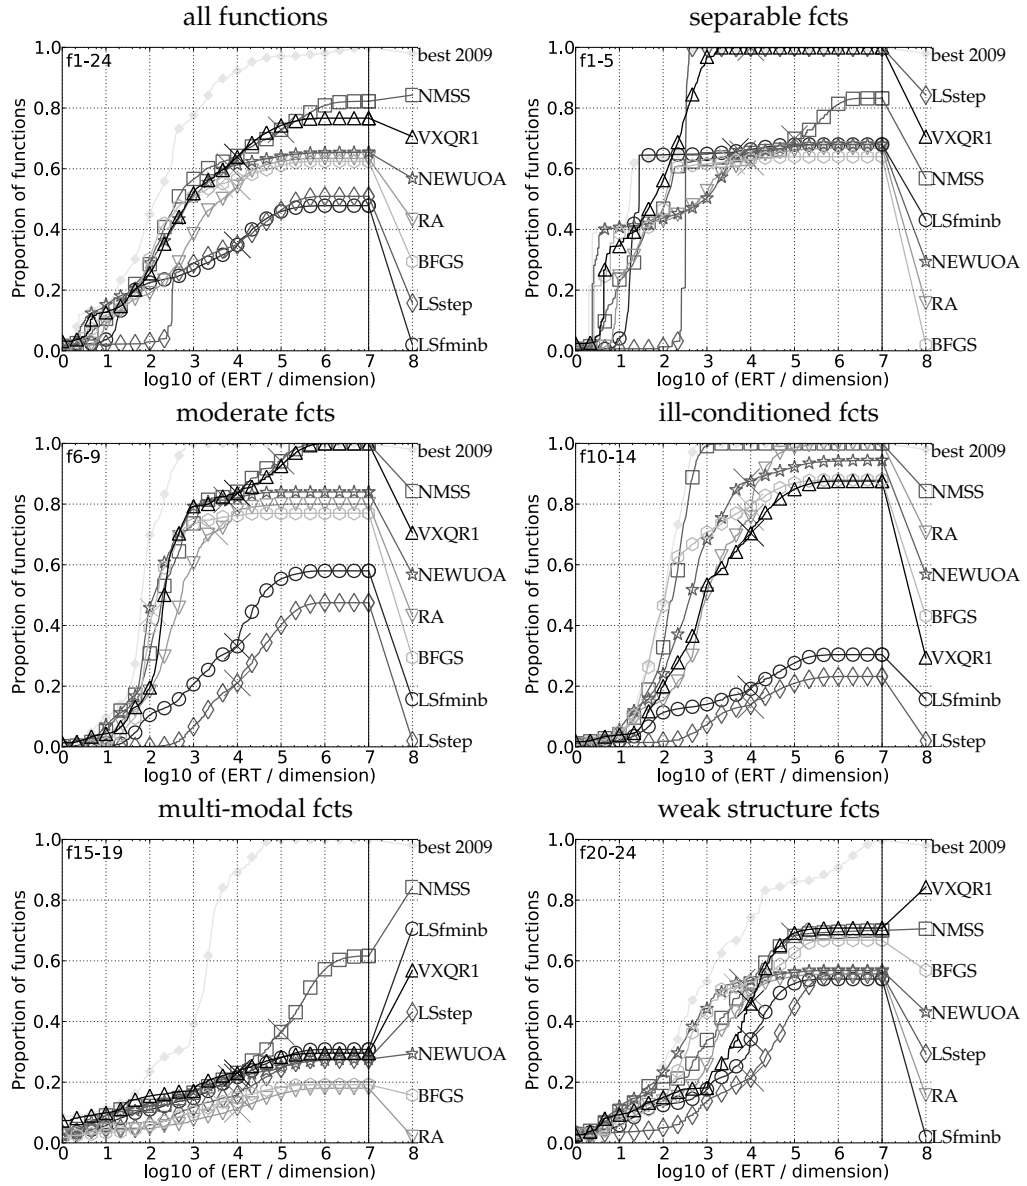 all functions
f1-24
Proportion of functions
1.0
0.8
0.6
0.4
0.2
0.0
0 1 2 3 4 5 6 7 8
log10 of (ERT / dimension)
best 2009
NMSS
VXQR1
NEWUOA
RA
BFGS
LSstep
LSfminb
separable fcts
f1-5
Proportion of functions
1.0
0.8
0.6
0.4
0.2
0.0
0 1 2 3 4 5 6 7 8
log10 of (ERT / dimension)
best 2009
LSstep
VXQR1
NMSS
LSfminb
NEWUOA
RA
BFGS
moderate fcts
f6-9
Proportion of functions
1.0
0.8
0.6
0.4
0.2
0.0
0 1 2 3 4 5 6 7 8
log10 of (ERT / dimension)
best 2009
NMSS
VXQR1
NEWUOA
RA
BFGS
LSfminb
LSstep
ill-conditioned fcts
f10-14
Proportion of functions
1.0
0.8
0.6
0.4
0.2
0.0
0 1 2 3 4 5 6 7 8
log10 of (ERT / dimension)
best 2009
NMSS
RA
NEWUOA
BFGS
VXQR1
LSfminb
LSstep
multi-modal fcts
f15-19
Proportion of functions
1.0
0.8
0.6
0.4
0.2
0.0
0 1 2 3 4 5 6 7 8
log10 of (ERT / dimension)
best 2009
NMSS
LSfminb
VXQR1
LSstep
NEWUOA
BFGS
RA
weak structure fcts
f20-24
Proportion of functions
1.0
0.8
0.6
0.4
0.2
0.0
0 1 2 3 4 5 6 7 8
log10 of (ERT / dimension)
best 2009
VXQR1
NMSS
BFGS
NEWUOA
LSstep
RA
LSfminb